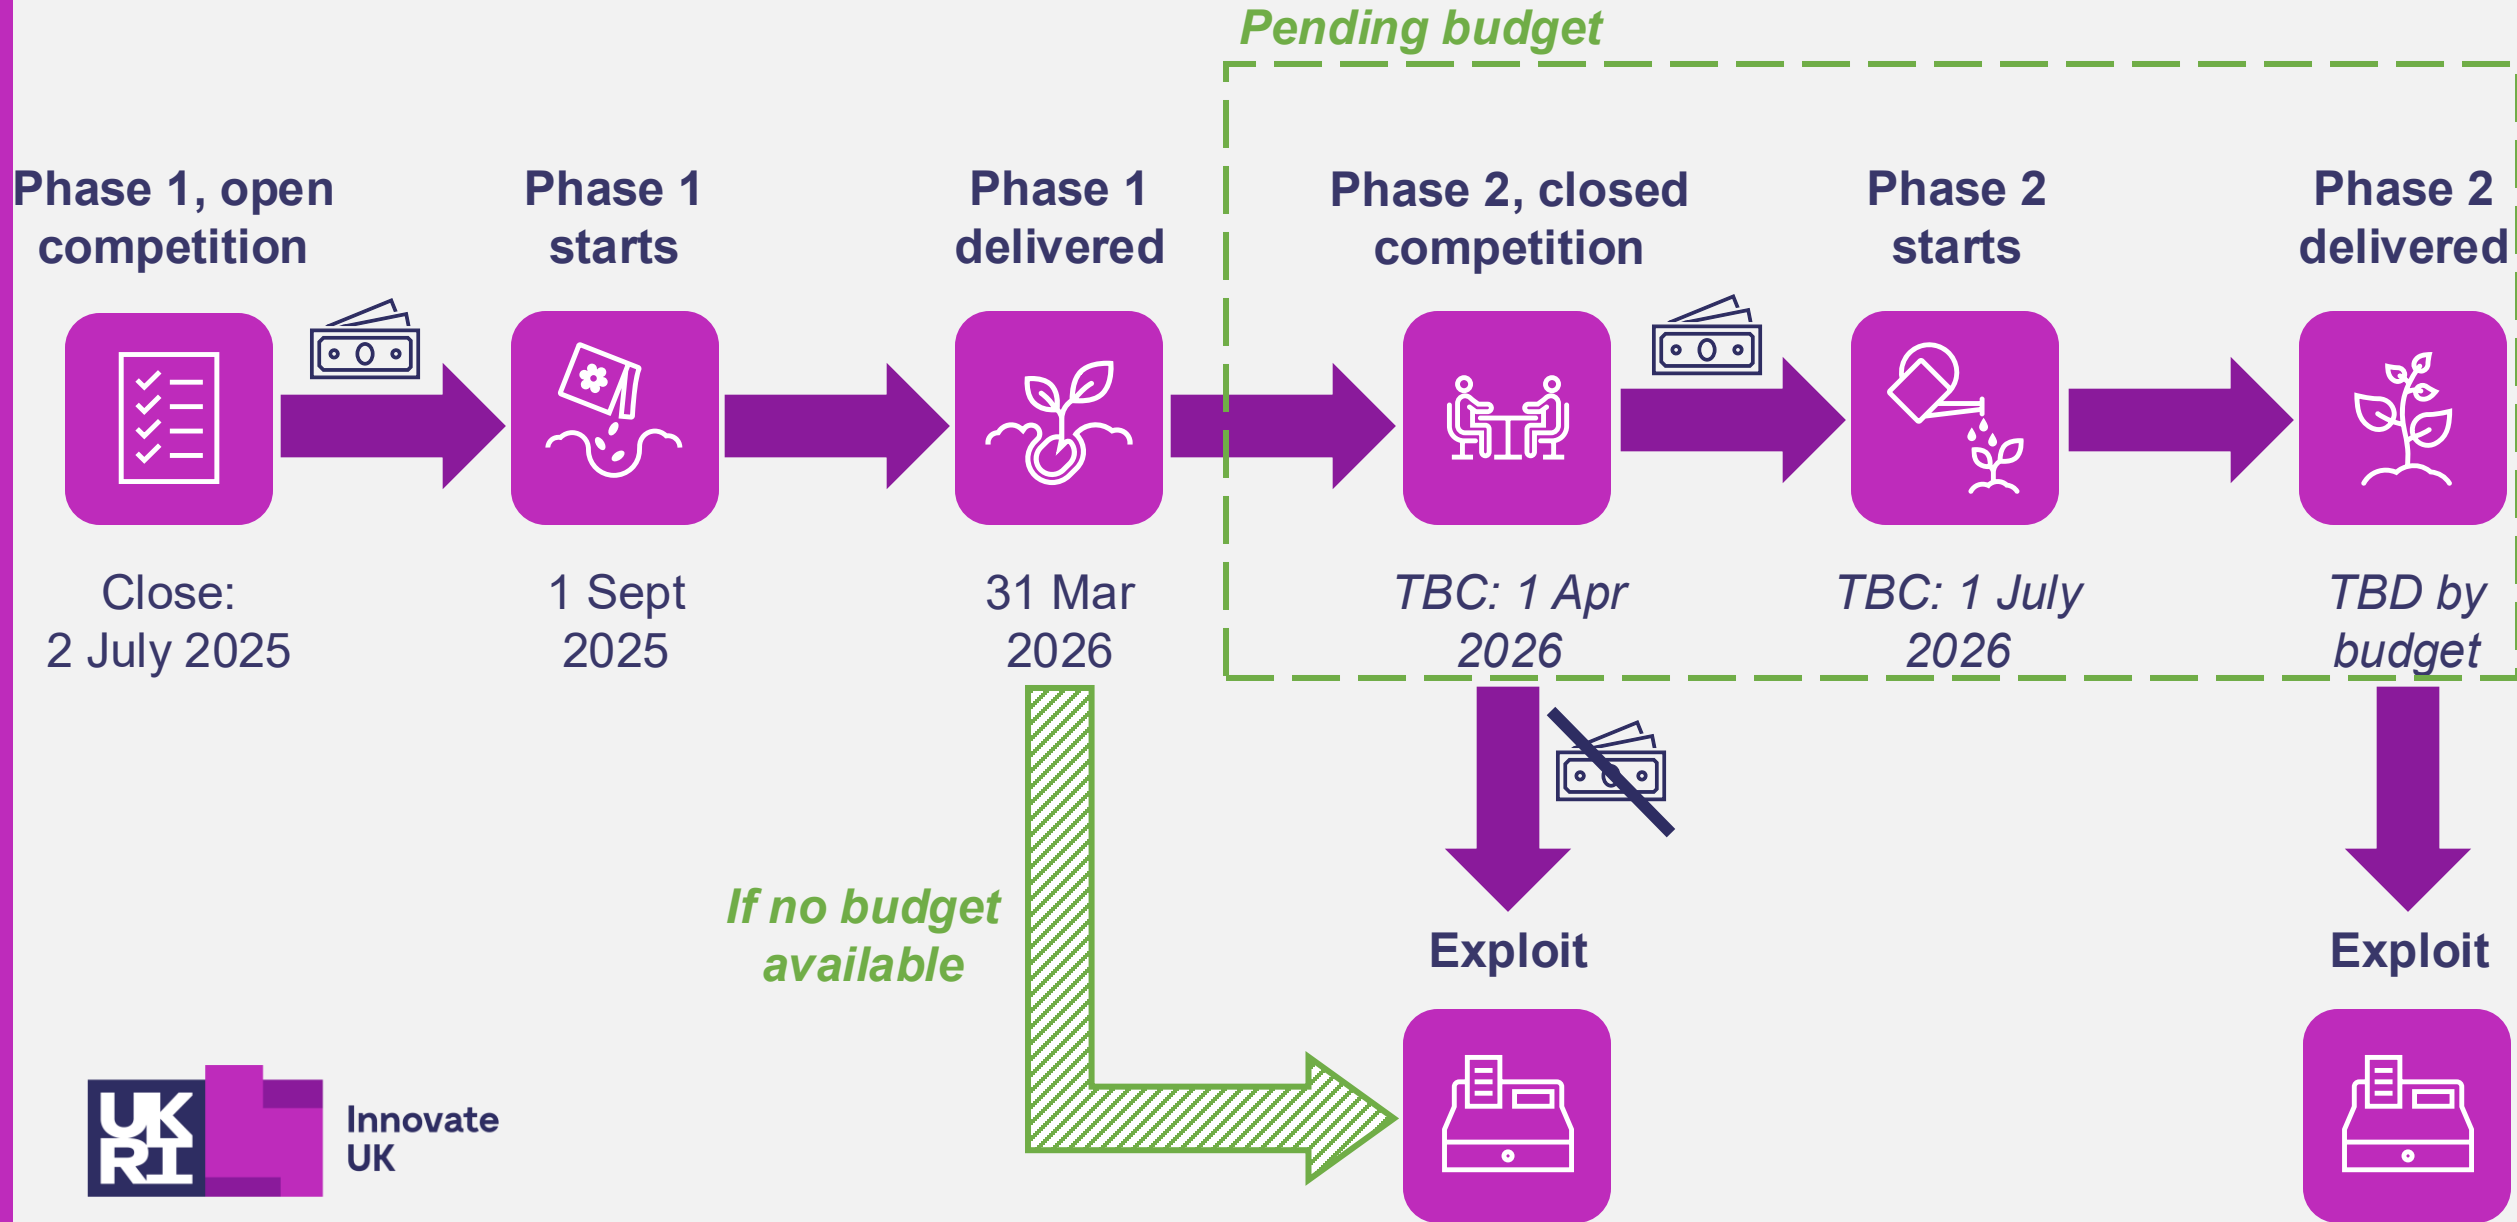 Pending budget
Phase 1, open
competition
Phase 1
starts
Phase 1
delivered
Phase 2, closed
competition
Phase 2
starts
Phase 2
delivered
Close:
2 July 2025
1 Sept
2025
31 Mar
2026
TBC: 1 Apr
2026
TBC: 1 July
2026
TBD by
budget
If no budget
available
Exploit
Exploit
UK
RI
Innovate
UK